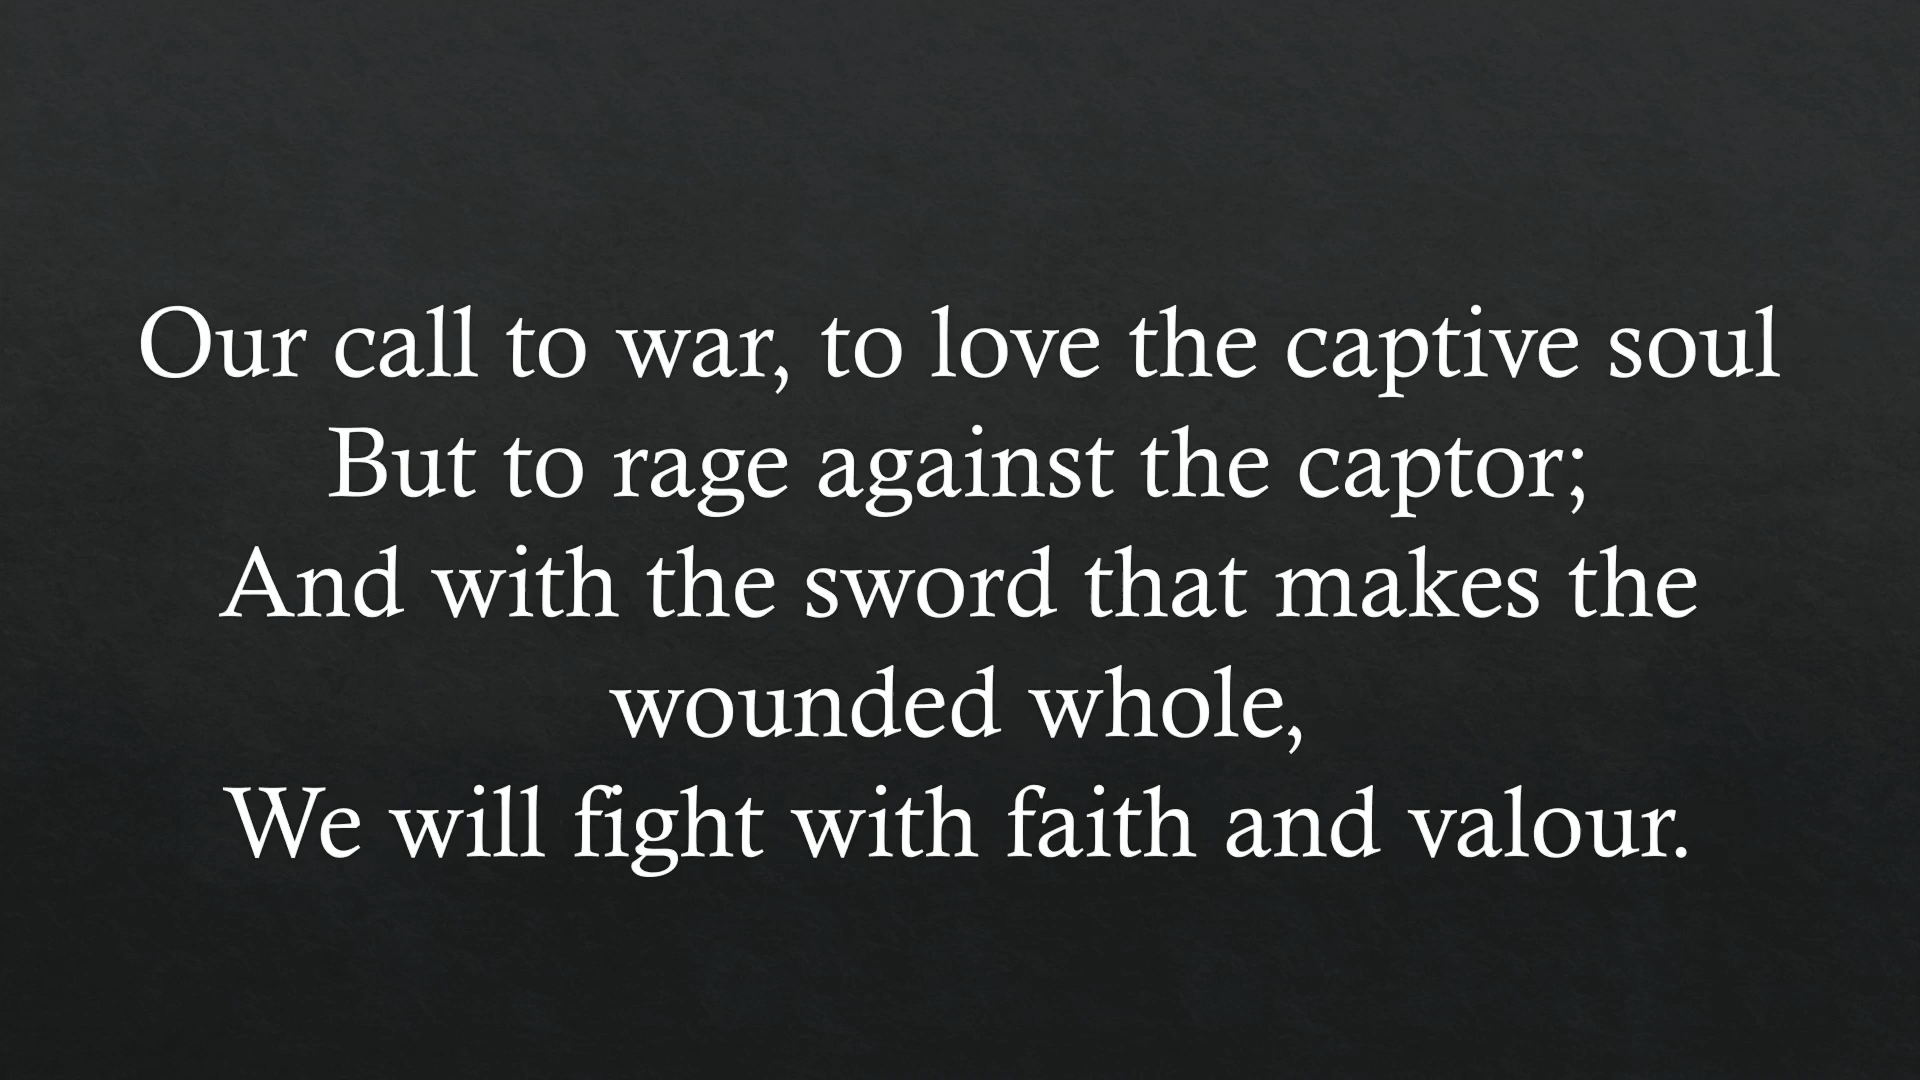 Our call to war, to love the captive soul
But to rage against the captor;
And with the sword that makes the
wounded whole,
We will fight with faith and valour.